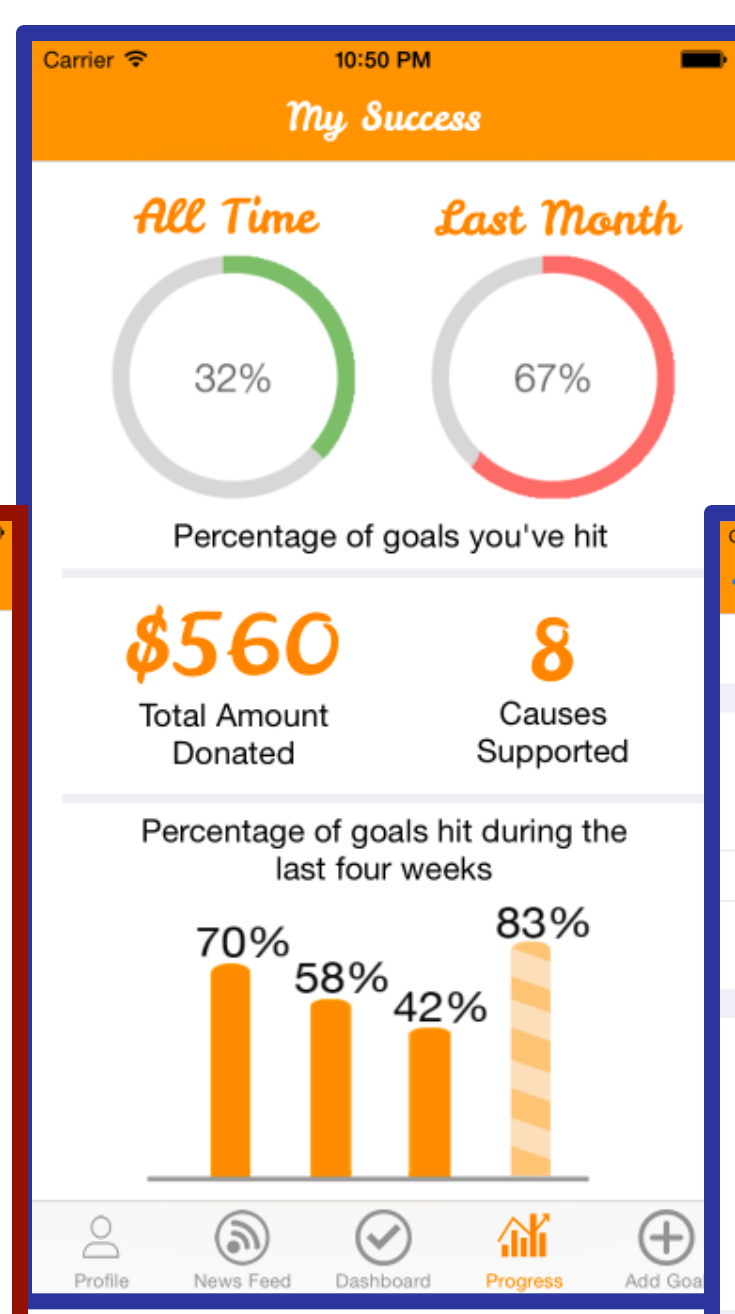 Carrier 10:50 PM
My Success
All Time Last Month
32% 67%
Percentage of goals you've hit
$560 8
Total Amount Causes
Donated Supported
Percentage of goals hit during the
last four weeks
70% 58% 42% 83%
Profile News Feed Dashboard Progress Add Goa